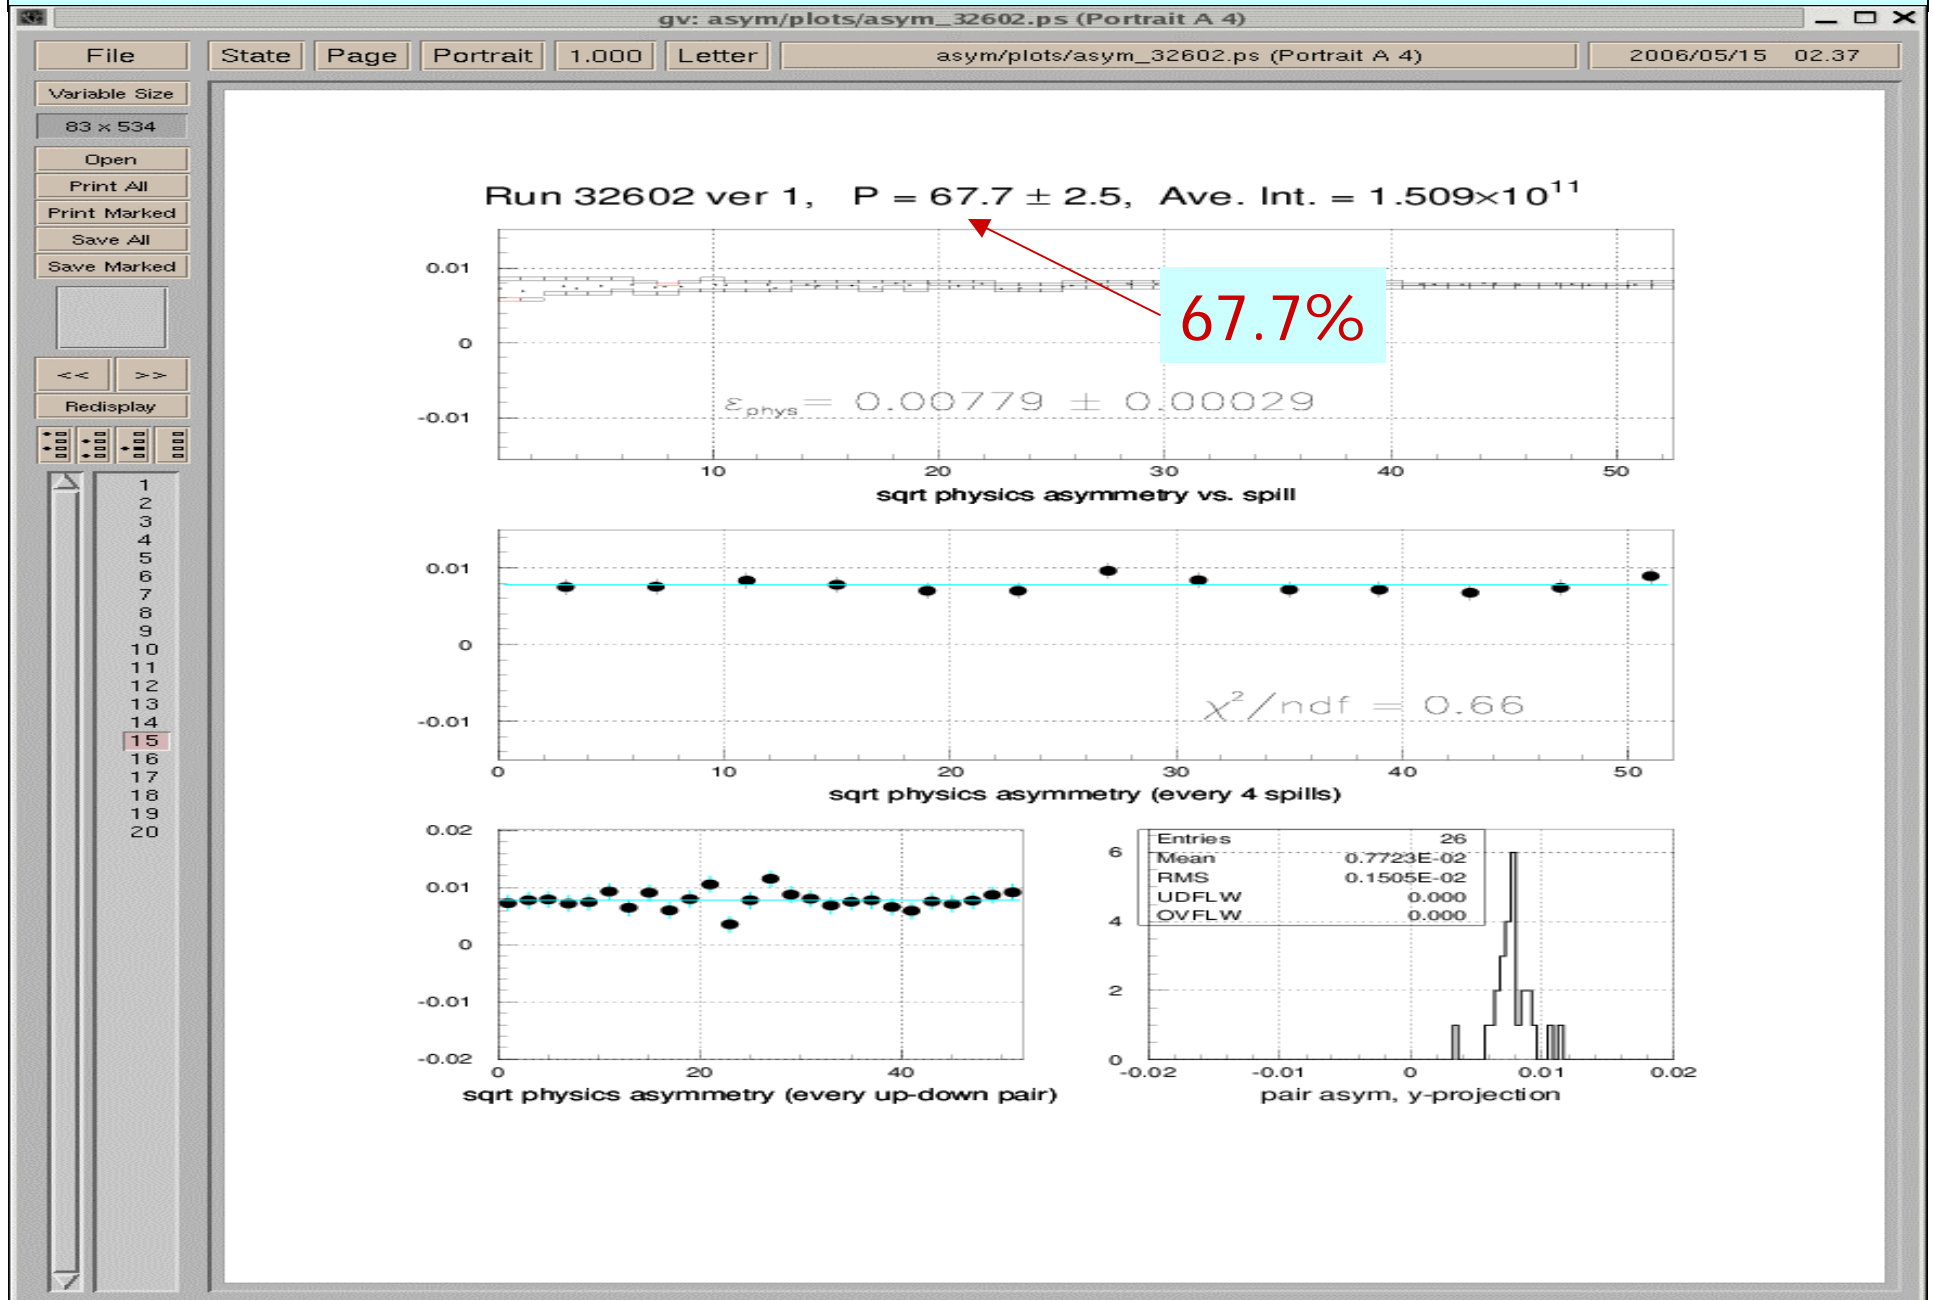 gv: asym/plots/asym_32602.ps (Portrait A 4)
File State Page Portrait 1.000 Letter asym/plots/asym_32602.ps (Portrait A 4) 2006/05/15 02.37
Variable Size
83 x 534
Open
Print All
Print Marked
Save All
Save Marked
<< >>
Redisplay
1
2
3
4
5
6
7
8
9
10
11
12
13
14
15
16
17
18
19
20
Run 32602 ver 1, P = 67.7 ± 2.5, Ave. Int. = 1.509×10¹¹
67.7%
0.01
0
-0.01
εphys= 0.00779 ± 0.00029
10 20 30 40 50
sqrt physics asymmetry vs. spill
0.01
0
-0.01
χ²/ndf = 0.66
0 10 20 30 40 50
sqrt physics asymmetry (every 4 spills)
0.02
0.01
0
-0.01
-0.02
0 20 40
sqrt physics asymmetry (every up-down pair)
Entries 26
Mean 0.7723E-02
RMS 0.1505E-02
UDFLW 0.000
OVFLW 0.000
6
4
2
0
-0.02 -0.01 0 0.01 0.02
pair asym, y-projection